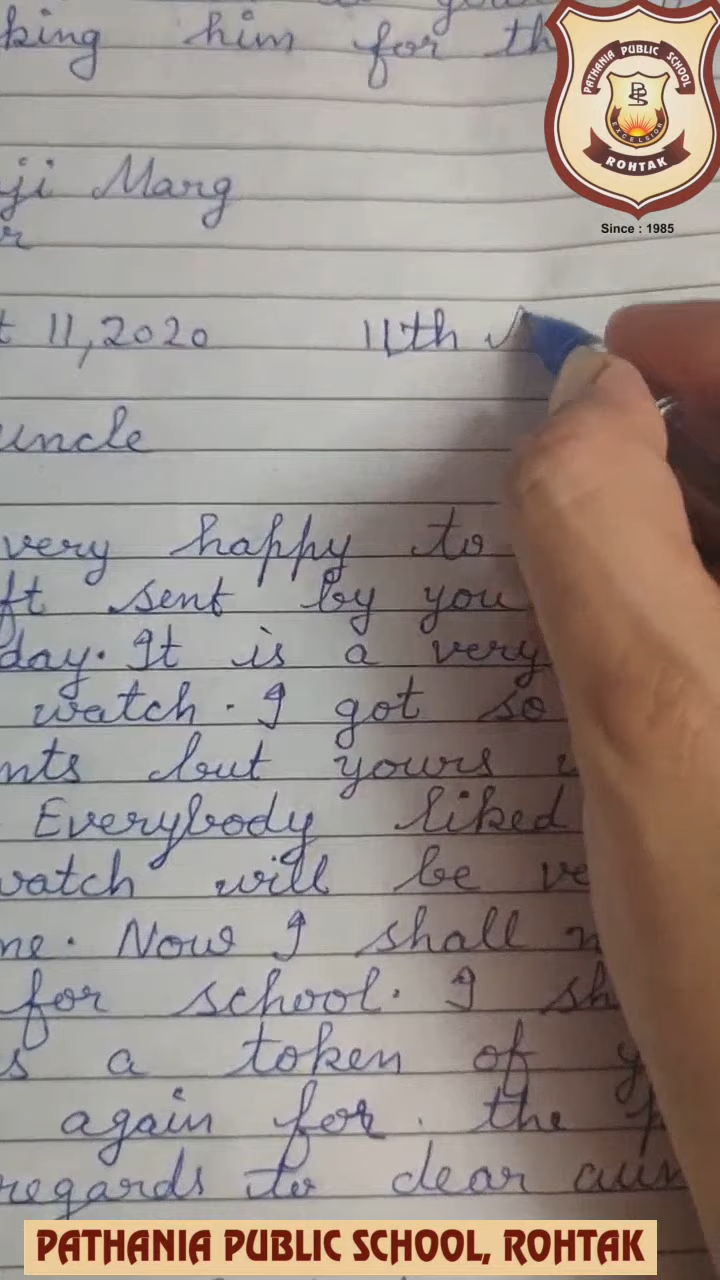 king him for th
PATHANIA PUBLIC SCHOOL
EXCELSIOR
ROHTAK
Since : 1985
ji Marg
r
t 11,2020 11th
uncle
very happy to
ft sent by you
day. It is a very
watch. I got so
nts but yours
Everybody liked
watch will be ve
me. Now I shall n
for school. I sh
s a token of y
again for. the p
regards to dear aun
PATHANIA PUBLIC SCHOOL, ROHTAK